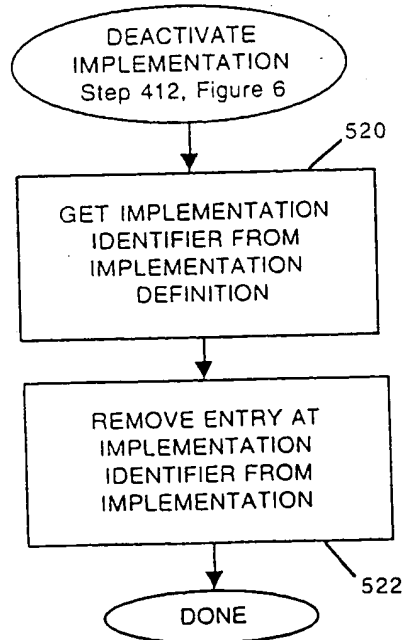 DEACTIVATE
IMPLEMENTATION
Step 412, Figure 6
520
GET IMPLEMENTATION
IDENTIFIER FROM
IMPLEMENTATION
DEFINITION
REMOVE ENTRY AT
IMPLEMENTATION
IDENTIFIER FROM
IMPLEMENTATION
522
DONE